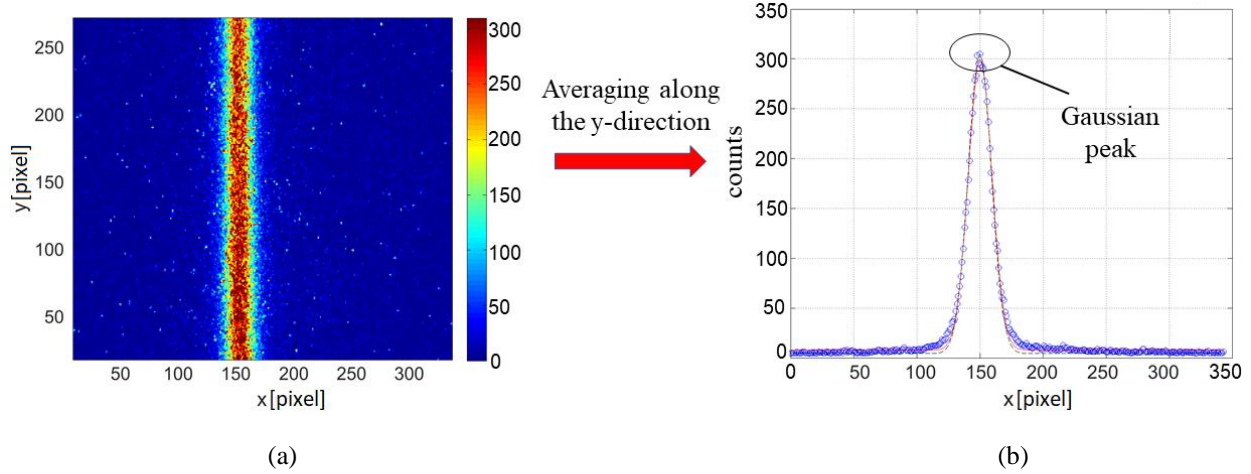 250
200
150
100
50
y [pixel]
50 100 150 200 250 300
x [pixel]
300
250
200
150
100
50
0
Averaging along
the y-direction
350
300
250
200
150
100
50
0
counts
Gaussian
peak
0 50 100 150 200 250 300 350
x [pixel]
(a)
(b)